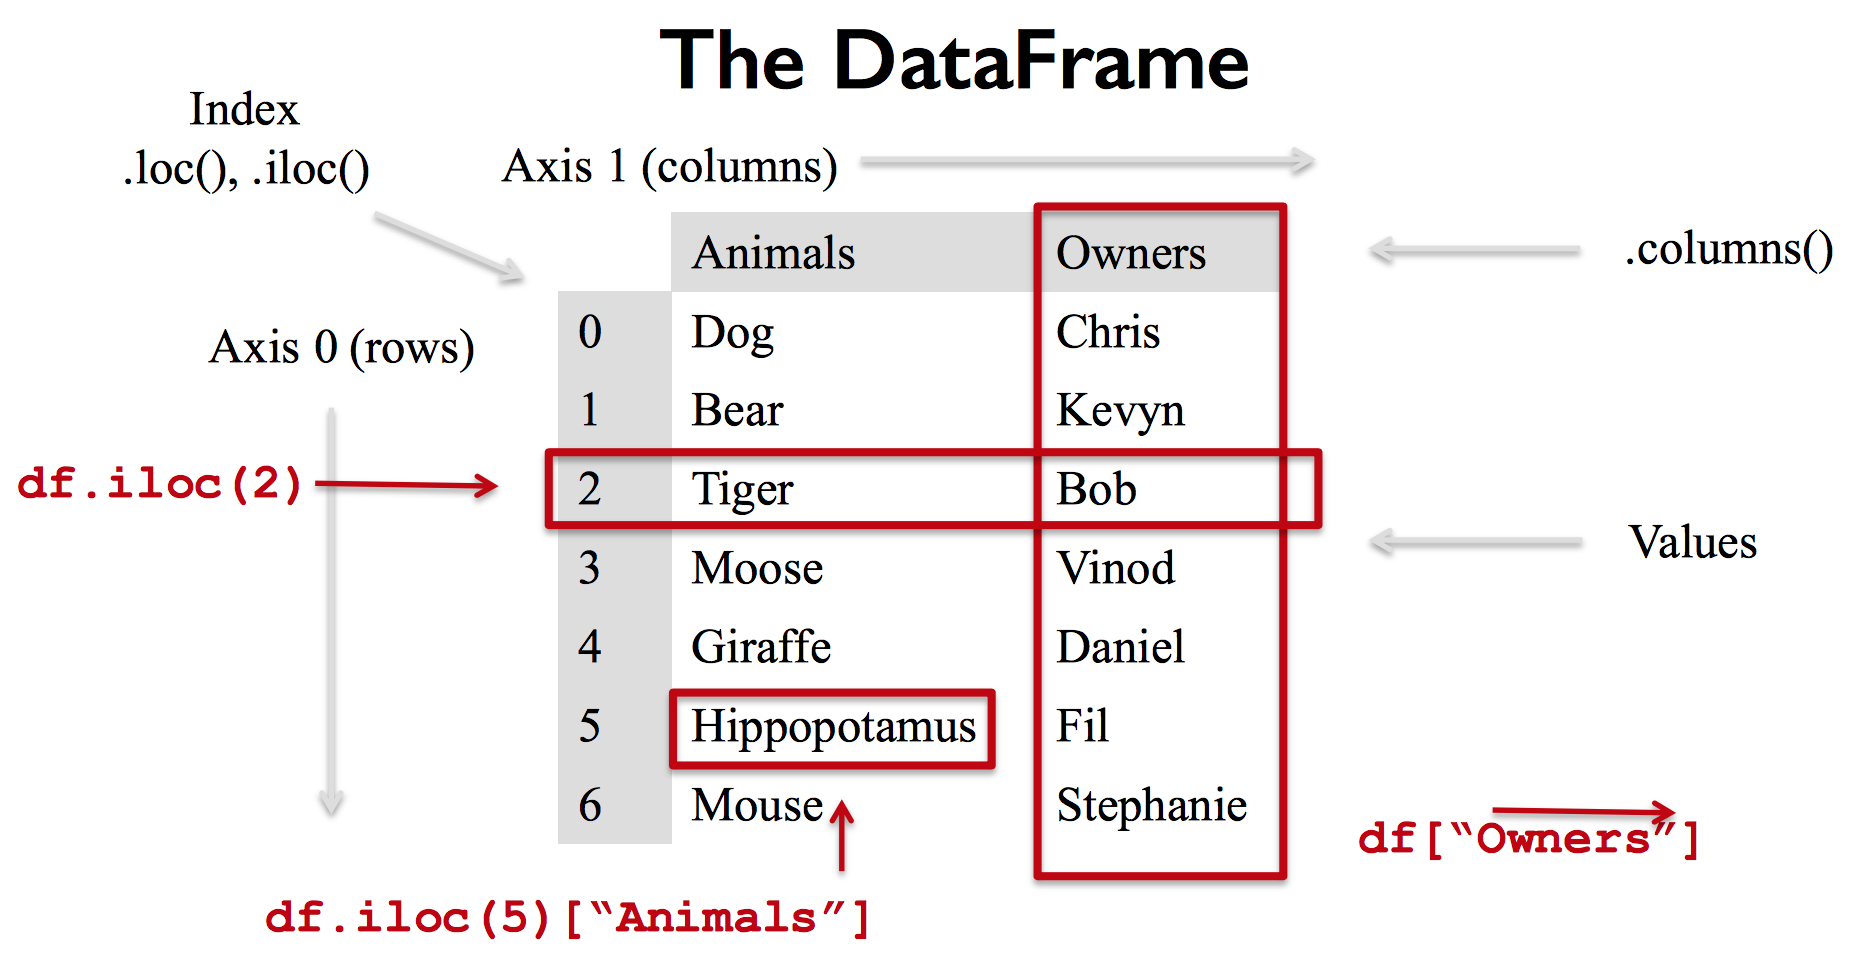 The DataFrame
Index
.loc(), .iloc()
Axis 1 (columns)
Animals Owners
.columns()
0 Dog Chris
Axis 0 (rows)
1 Bear Kevyn
df.iloc(2)
2 Tiger Bob
Values
3 Moose Vinod
4 Giraffe Daniel
5 Hippopotamus Fil
6 Mouse Stephanie
df[“Owners”]
df.iloc(5)[“Animals”]